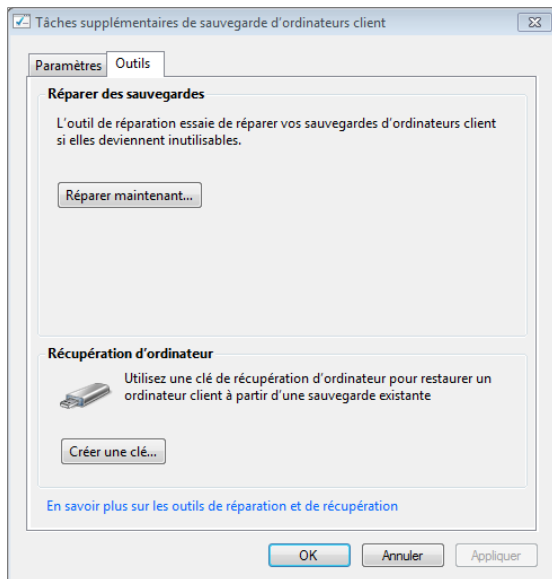 Tâches supplémentaires de sauvegarde d'ordinateurs client
Paramètres Outils
Réparer des sauvegardes
L'outil de réparation essaie de réparer vos sauvegardes d'ordinateurs client
si elles deviennent inutilisables.
Réparer maintenant...
Récupération d'ordinateur
Utilisez une clé de récupération d'ordinateur pour restaurer un
ordinateur client à partir d'une sauvegarde existante
Créer une clé...
En savoir plus sur les outils de réparation et de récupération
OK Annuler Appliquer